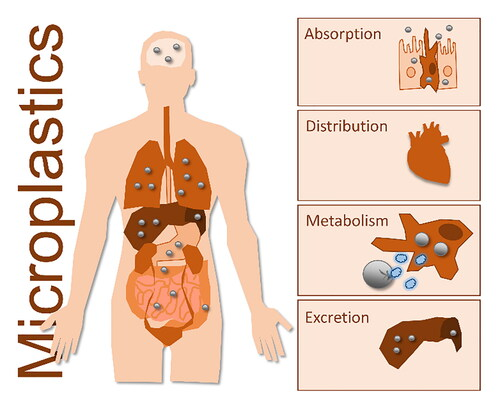 Microplastics
Absorption
Distribution
Metabolism
Excretion